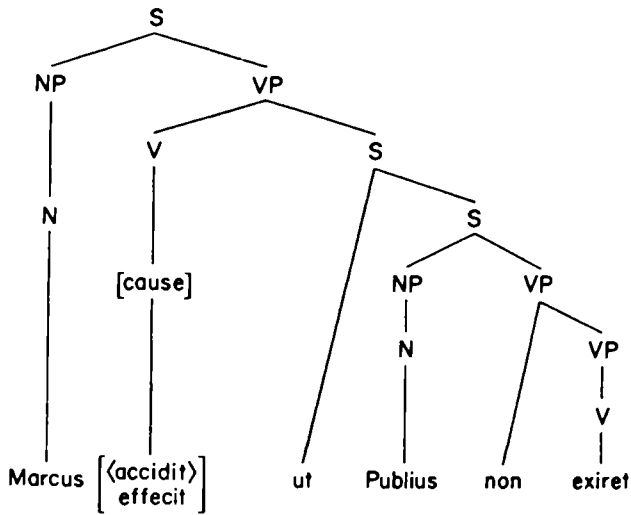 S
NP VP
V S
N S
[cause] NP VP
N VP
V
Marcus [⟨accidit⟩ effecit] ut Publius non exiret